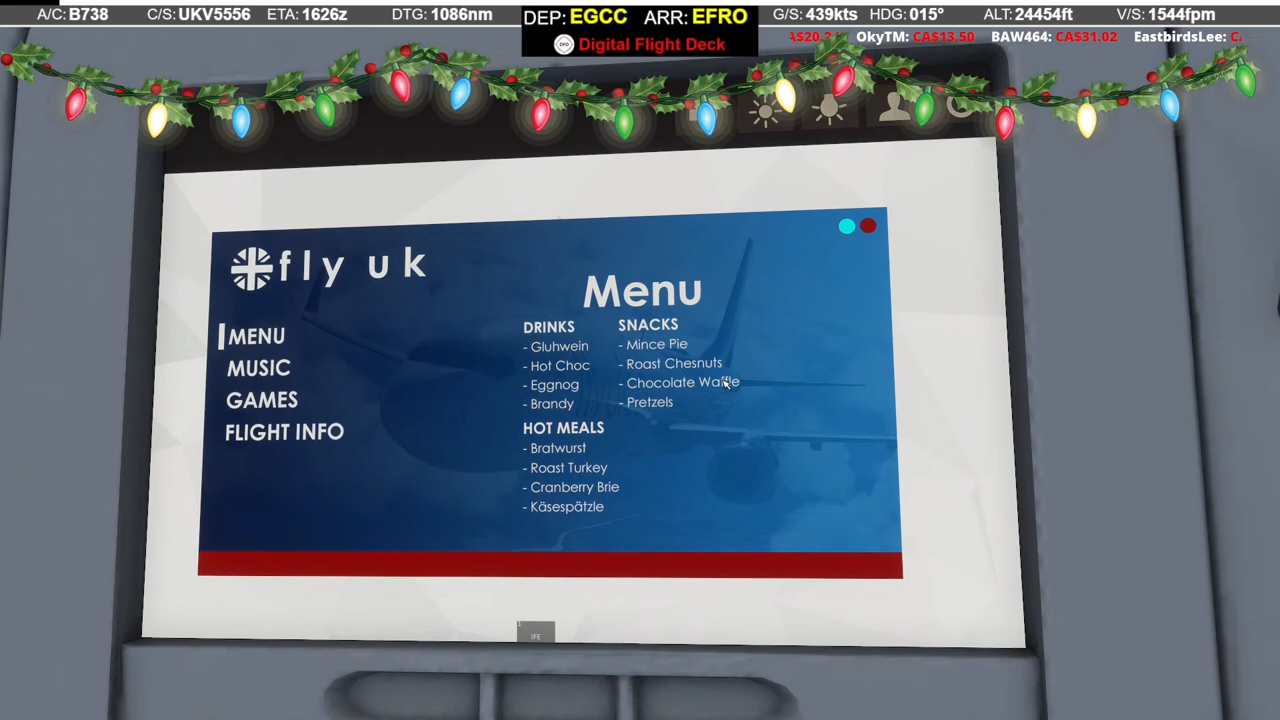 A/C: B738 C/S: UKV5556 ETA: 1626z DTG: 1086nm DEP: EGCC ARR: EFRO G/S: 439kts HDG: 015° ALT: 24454ft V/S: 1544fpm
Digital Flight Deck
OkyTM: CA$13.50 BAW464: CA$31.02 EastbirdsLee:
fly uk
Menu
MENU
MUSIC
GAMES
FLIGHT INFO
DRINKS
- Gluhwein
- Hot Choc
- Eggnog
- Brandy
SNACKS
- Mince Pie
- Roast Chesnuts
- Chocolate Waffle
- Pretzels
HOT MEALS
- Bratwurst
- Roast Turkey
- Cranberry Brie
- Käsespätzle
1
IFE